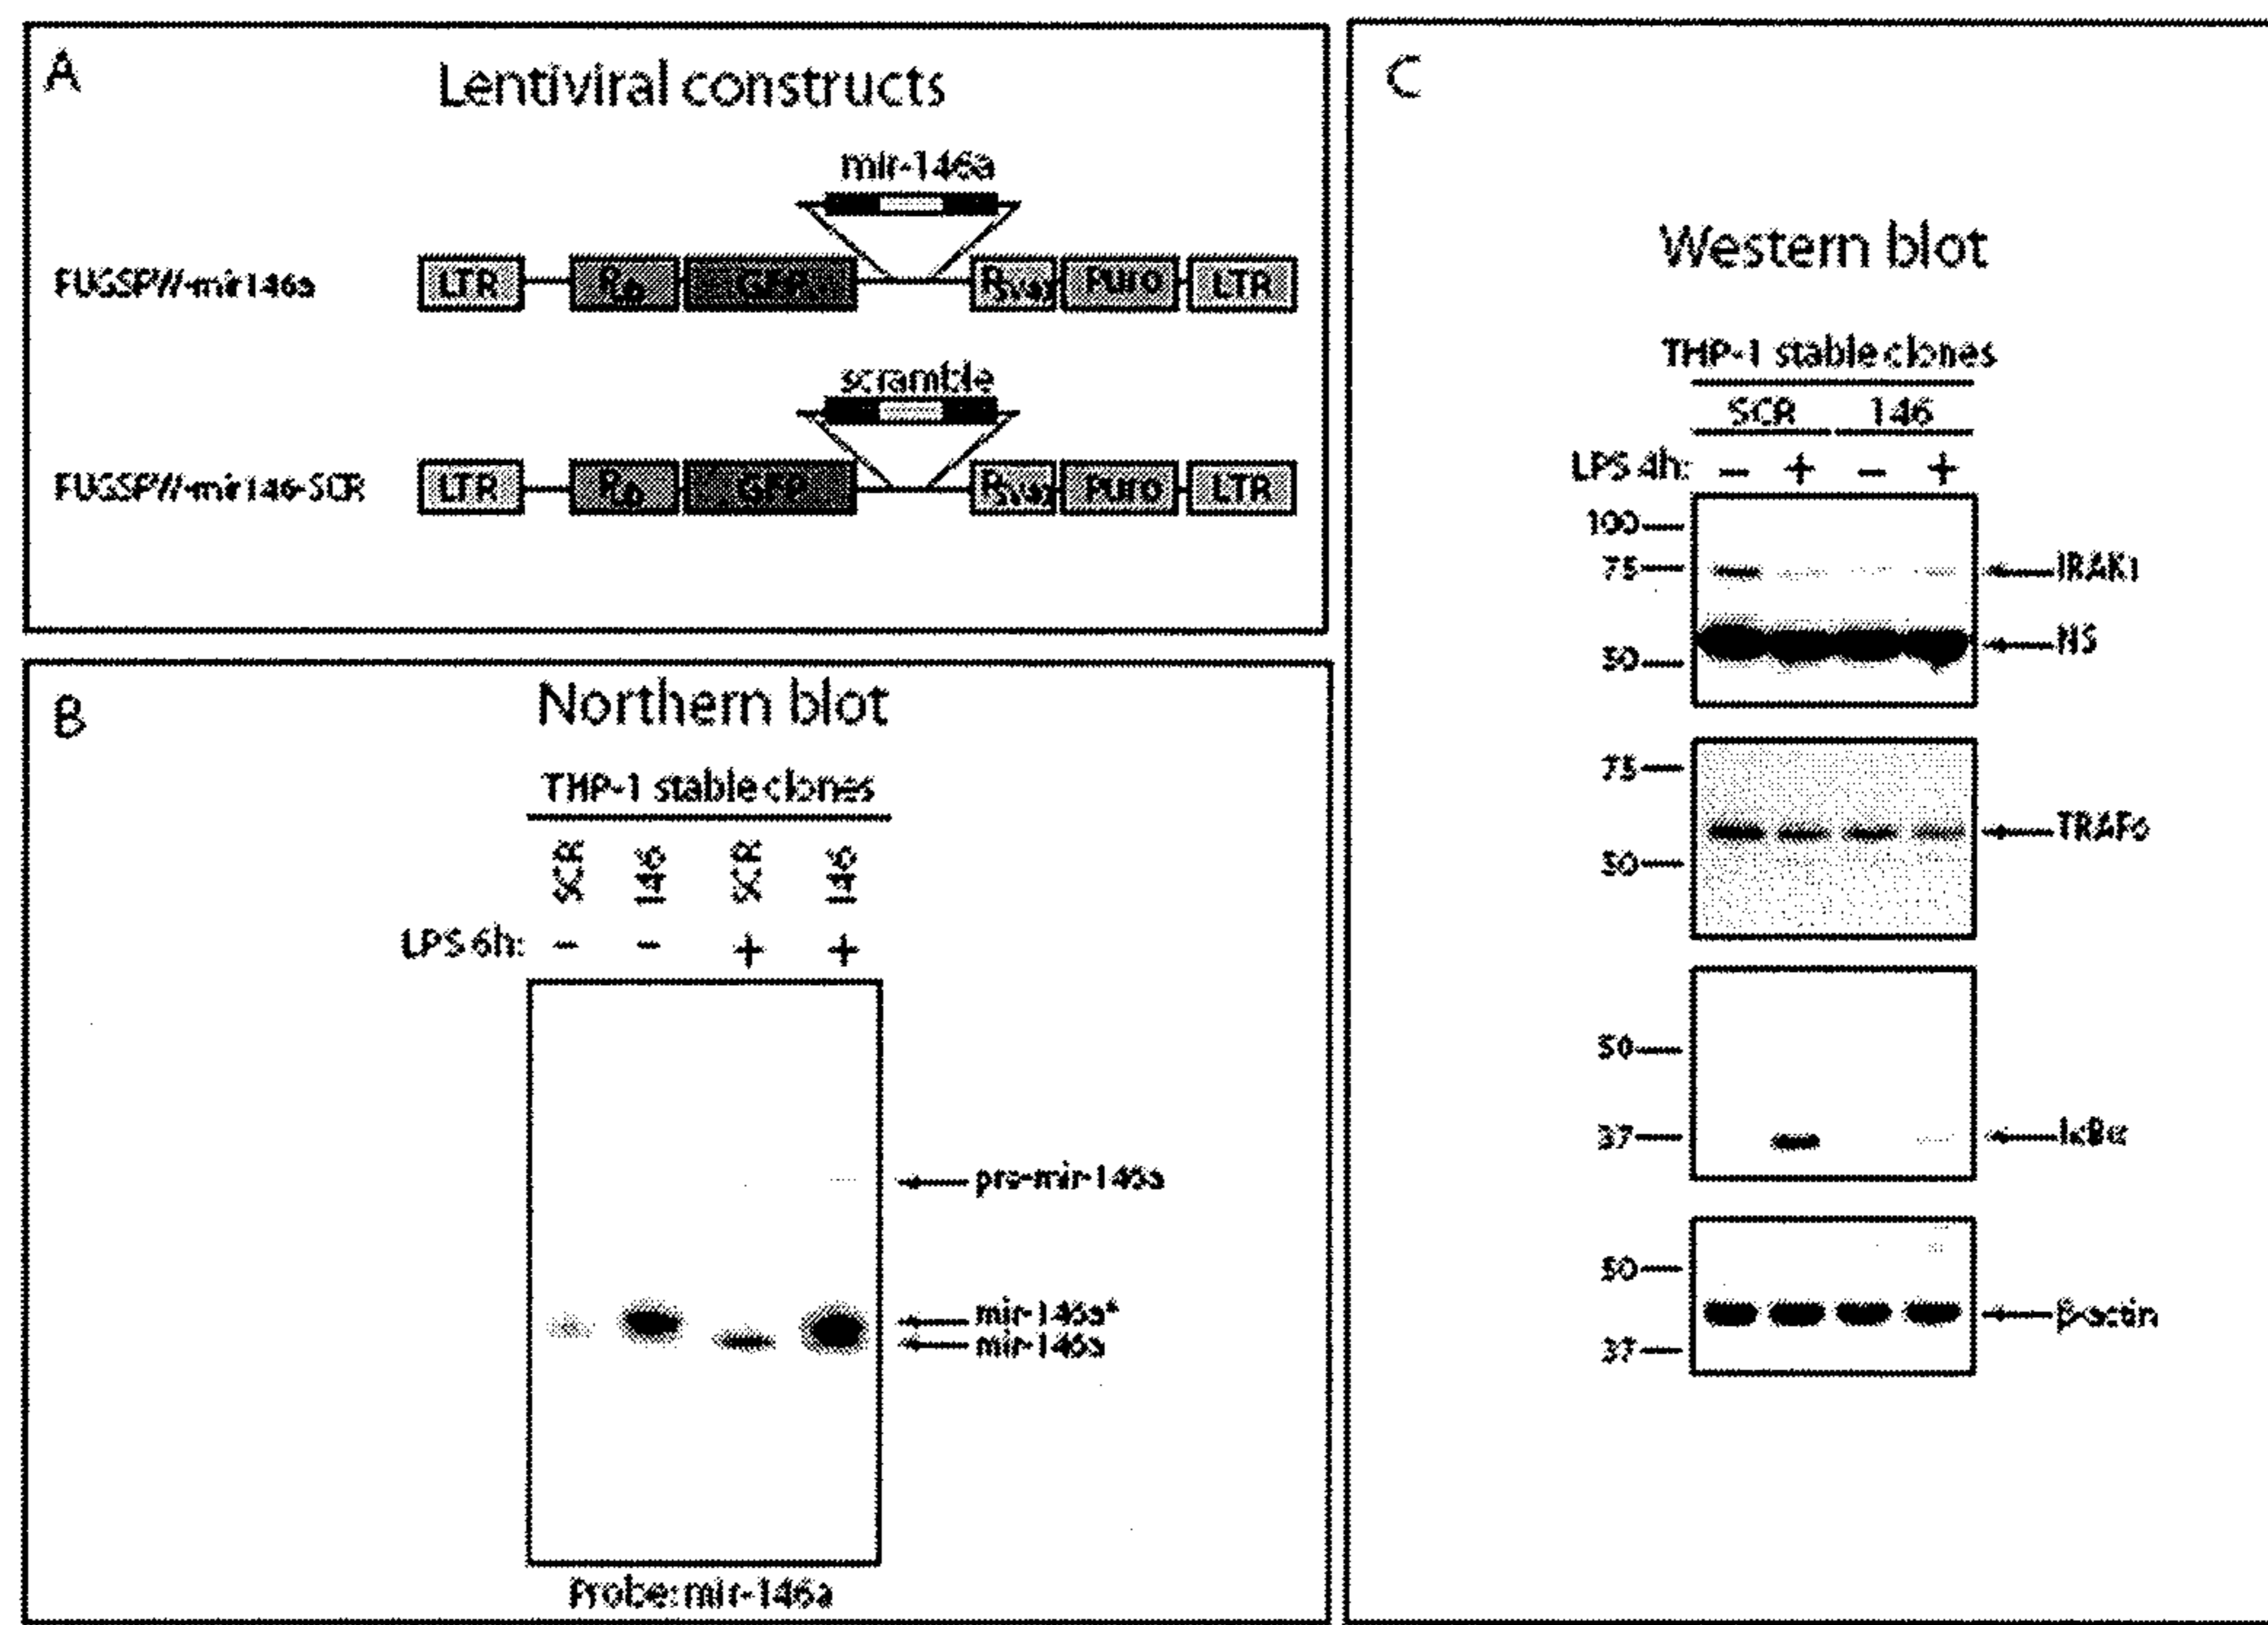 A
Lentiviral constructs
mir-146a
FUGSPW-mir146a
LTR
GFP
Puro
LTR
scramble
FUGSPW-mir146-SCR
LTR
GFP
Puro
LTR
B
Northern blot
THP-1 stable clones
SCR 146 SCR 146
LPS 6h: - - + +
pre-mir-146a
mir-146a*
mir-146a
Probe: mir-146a
C
Western blot
THP-1 stable clones
SCR 146
LPS 4h: - + - +
100
75
50
IRAK1
NS
75
50
TRAF6
50
37
IκBα
50
37
β-actin